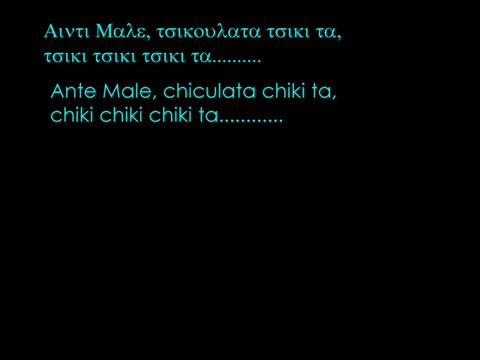 Αιντι Μαλε, τσικουλατα τσικι τα,
τσικι τσικι τσικι τα..........
Ante Male, chiculata chiki ta,
chiki chiki chiki ta............